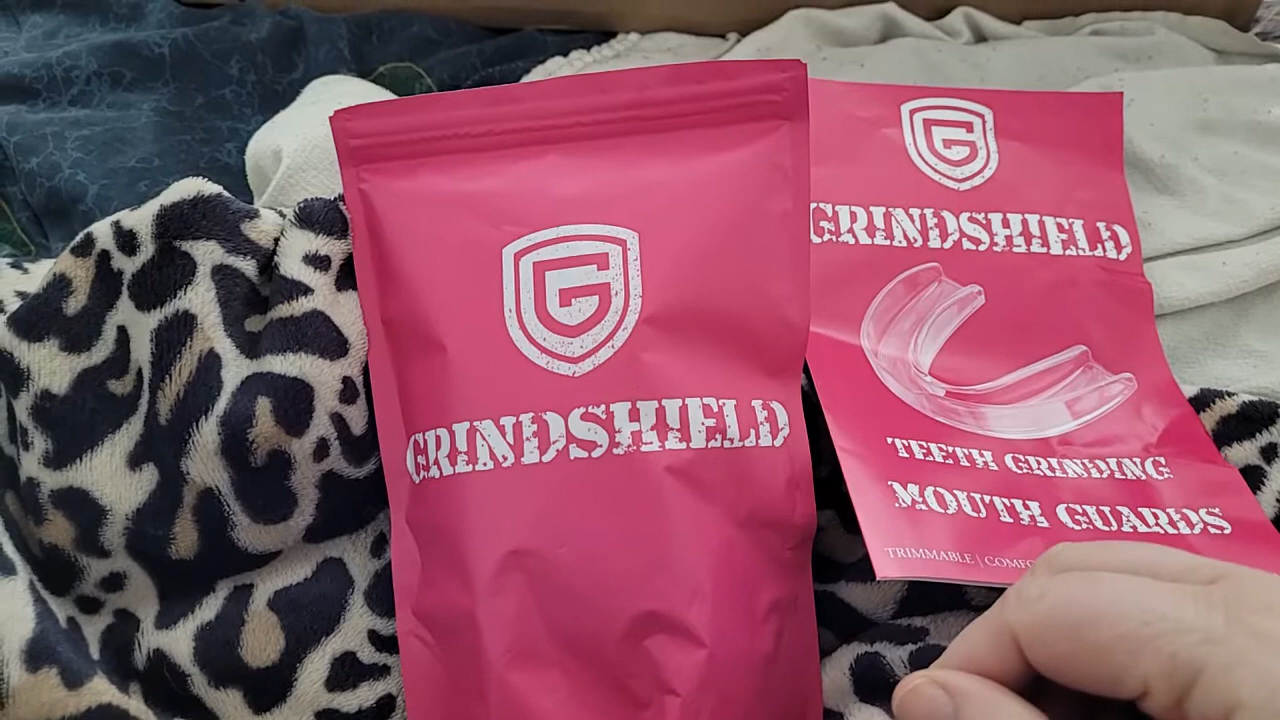 GRINDSHIELD
GRINDSHIELD
TEETH GRINDING
MOUTH GUARDS
TRIMMABLE |